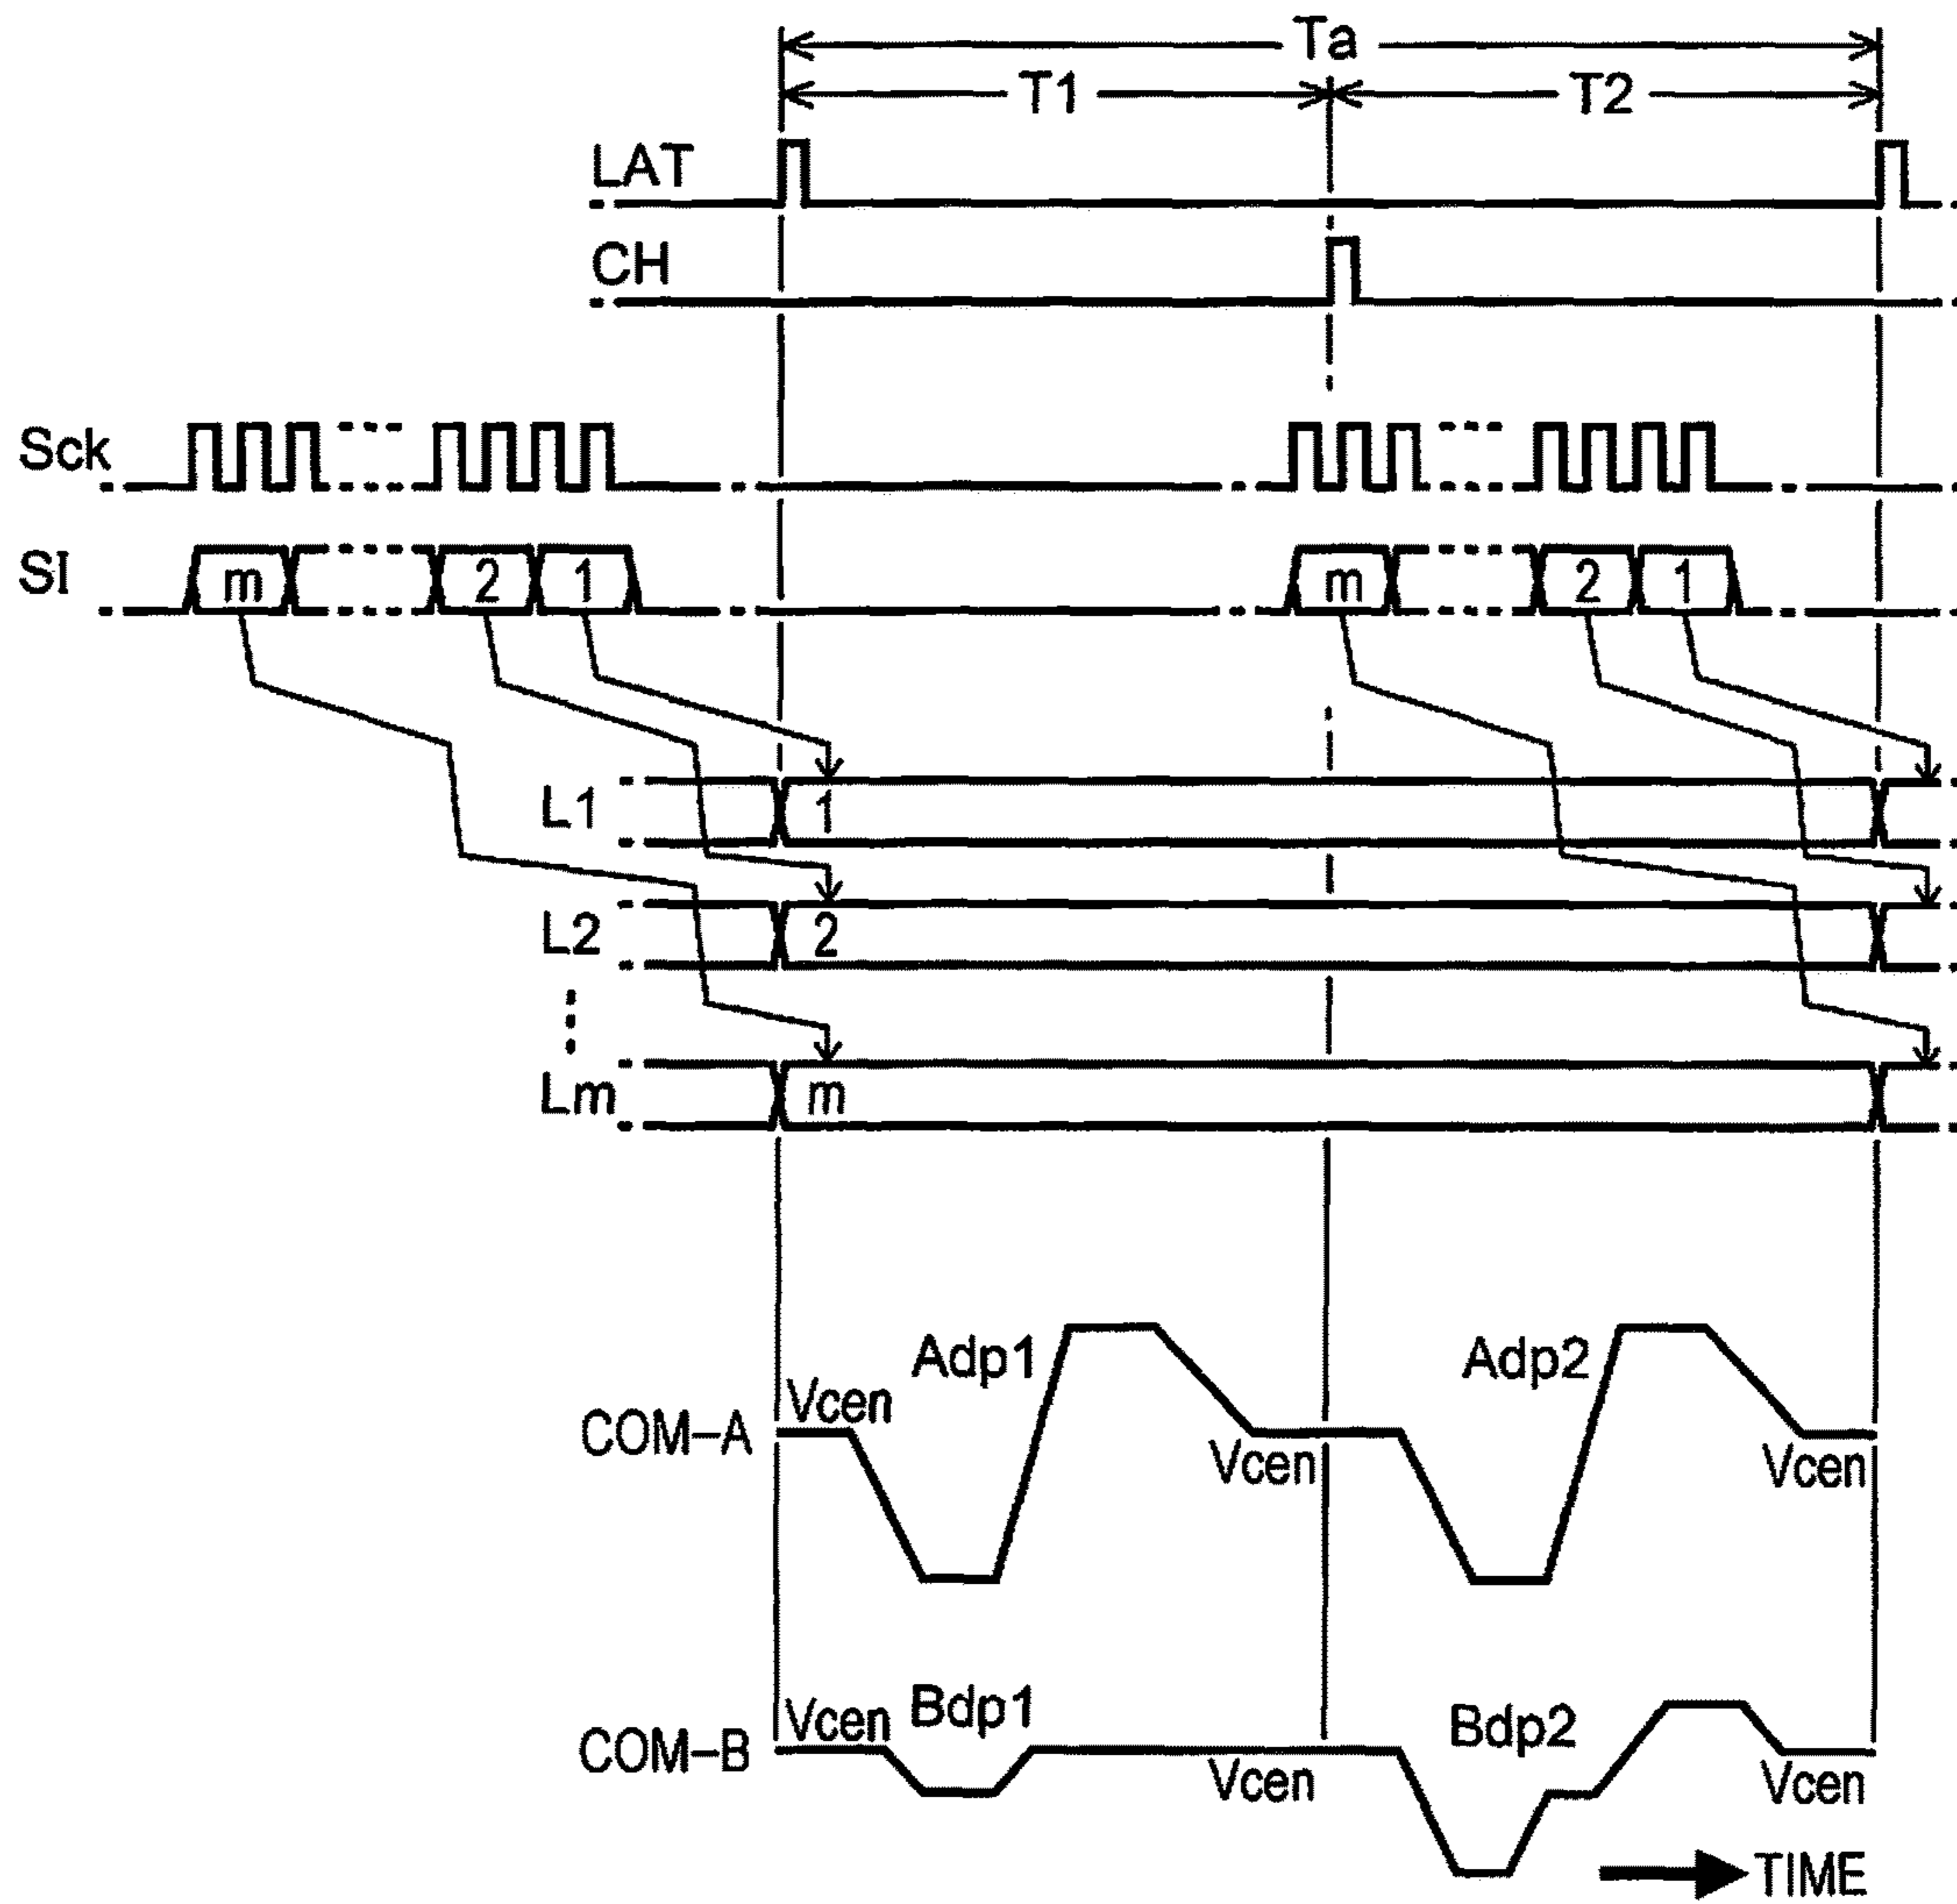 Ta
T1
T2
LAT
CH
Sck
SI
m
2
1
m
2
1
L1
1
L2
2
Lm
m
Adp1
Adp2
Vcen
COM-A
Vcen
Vcen
Bdp1
Bdp2
Vcen
COM-B
Vcen
Vcen
TIME